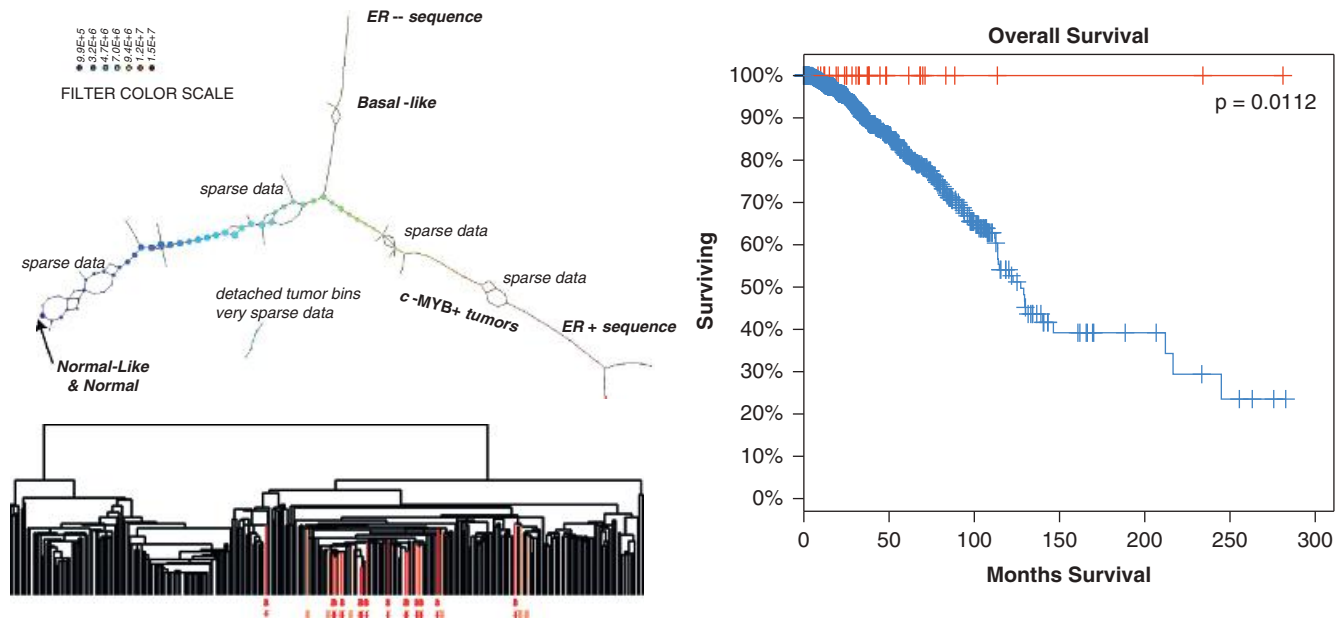 9.9E+5
3.2E+6
4.7E+6
7.0E+6
9.4E+6
1.2E+7
1.5E+7
FILTER COLOR SCALE
ER -- sequence
Basal -like
sparse data
sparse data
sparse data
sparse data
detached tumor bins
very sparse data
c -MYB+ tumors
ER + sequence
Normal-Like
& Normal
Overall Survival
p = 0.0112
Surviving
100%
90%
80%
70%
60%
50%
40%
30%
20%
10%
0%
0 50 100 150 200 250 300
Months Survival